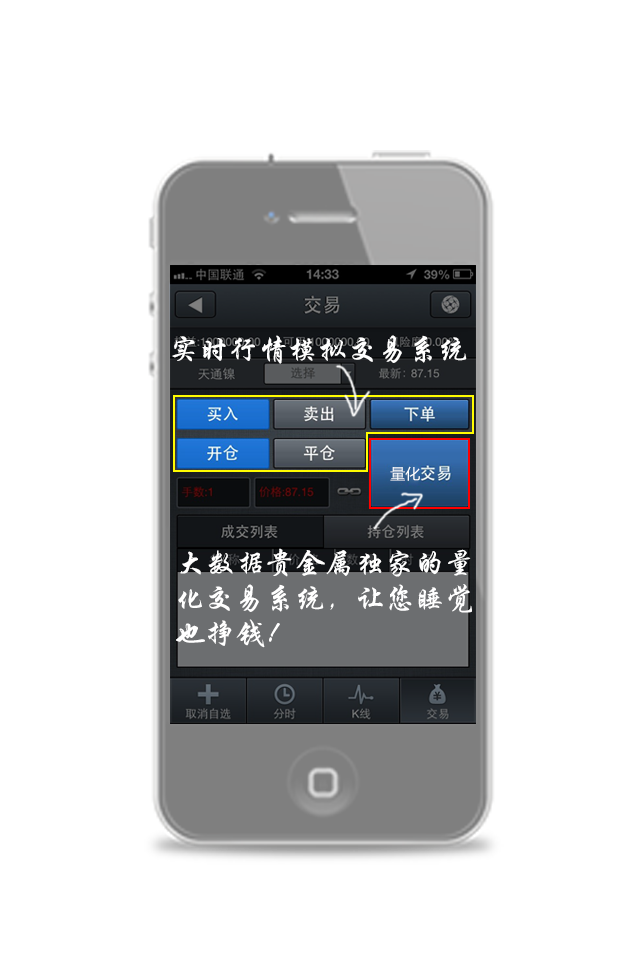 中国联通 14:33 39%
交易
实时行情模拟交易系统
天通镍 选择 最新：87.15
买入 卖出 下单
开仓 平仓 量化交易
手数:1 价格:87.15
成交列表 持仓列表
大数据贵金属独家的量
化交易系统，让您睡觉
也挣钱！
取消自选 分时 K线 交易